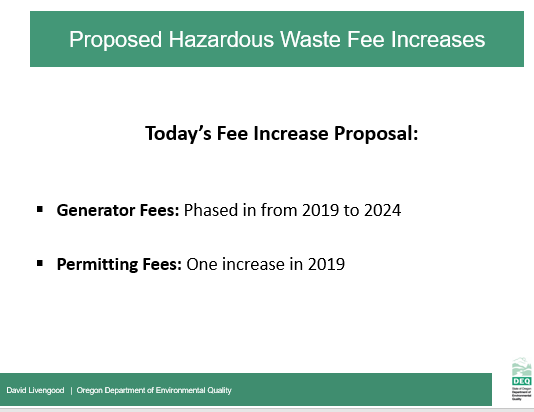 Proposed Hazardous Waste Fee Increases
Today's Fee Increase Proposal:
▪ Generator Fees: Phased in from 2019 to 2024
▪ Permitting Fees: One increase in 2019
David Livengood | Oregon Department of Environmental Quality
DEQ
State of Oregon
Department of
Environmental
Quality